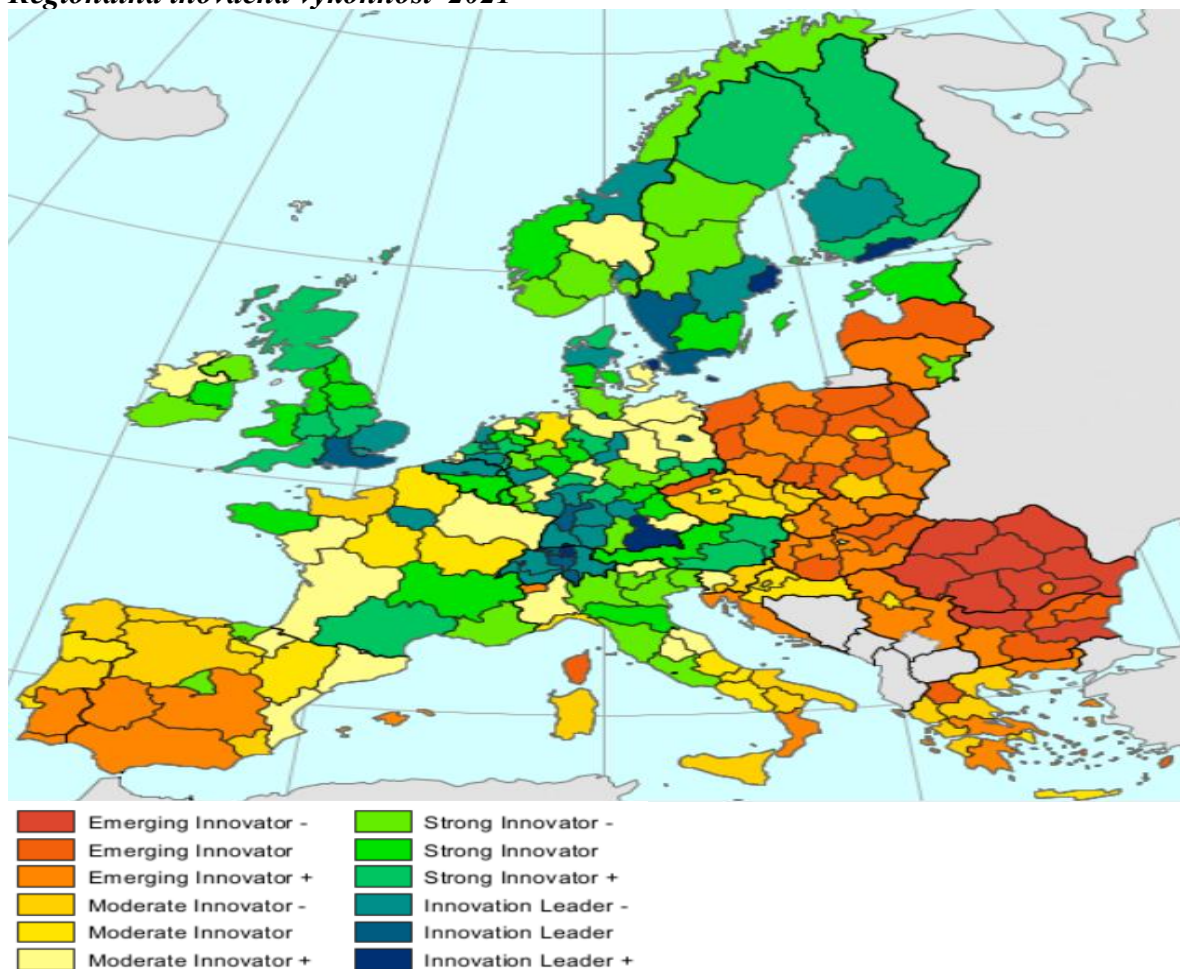 Regionálna inovačná výkonnosť 2021
Emerging Innovator -
Emerging Innovator
Emerging Innovator +
Moderate Innovator -
Moderate Innovator
Moderate Innovator +
Strong Innovator -
Strong Innovator
Strong Innovator +
Innovation Leader -
Innovation Leader
Innovation Leader +